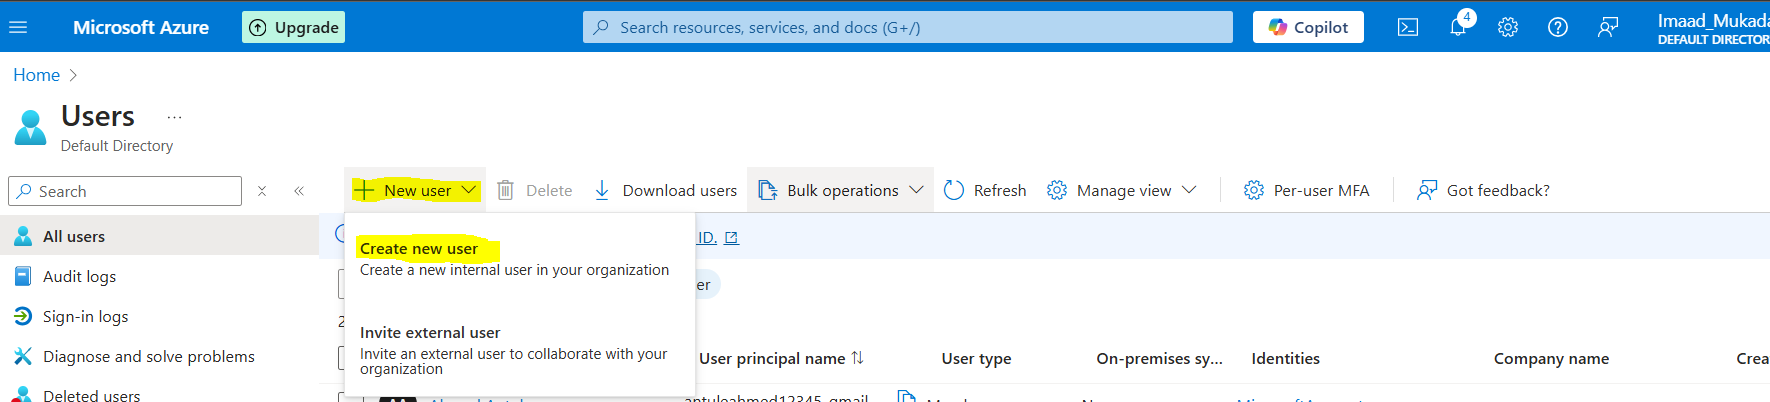 Microsoft Azure
Upgrade
Search resources, services, and docs (G+/)
Copilot
4
Imaad_Mukada
DEFAULT DIRECTOR
Home
Users
...
Default Directory
Search
New user
Delete
Download users
Bulk operations
Refresh
Manage view
Per-user MFA
Got feedback?
All users
Audit logs
Sign-in logs
Diagnose and solve problems
Deleted users
Create new user
Create a new internal user in your organization
Invite external user
Invite an external user to collaborate with your
organization
ID.
er
2
User principal name
User type
On-premises sy...
Identities
Company name
Crea